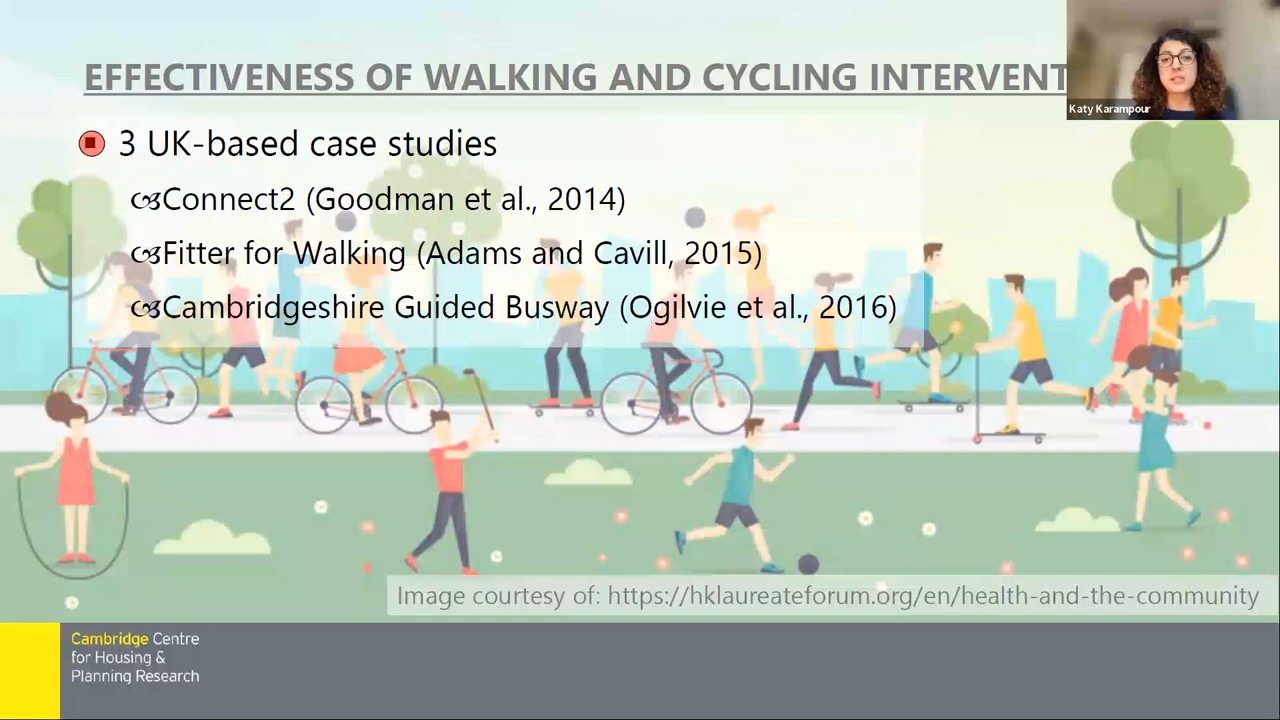 EFFECTIVENESS OF WALKING AND CYCLING INTERVENT
Katy Karampour
3 UK-based case studies
Connect2 (Goodman et al., 2014)
Fitter for Walking (Adams and Cavill, 2015)
Cambridgeshire Guided Busway (Ogilvie et al., 2016)
Image courtesy of: https://hklaureateforum.org/en/health-and-the-community
Cambridge Centre
for Housing &
Planning Research